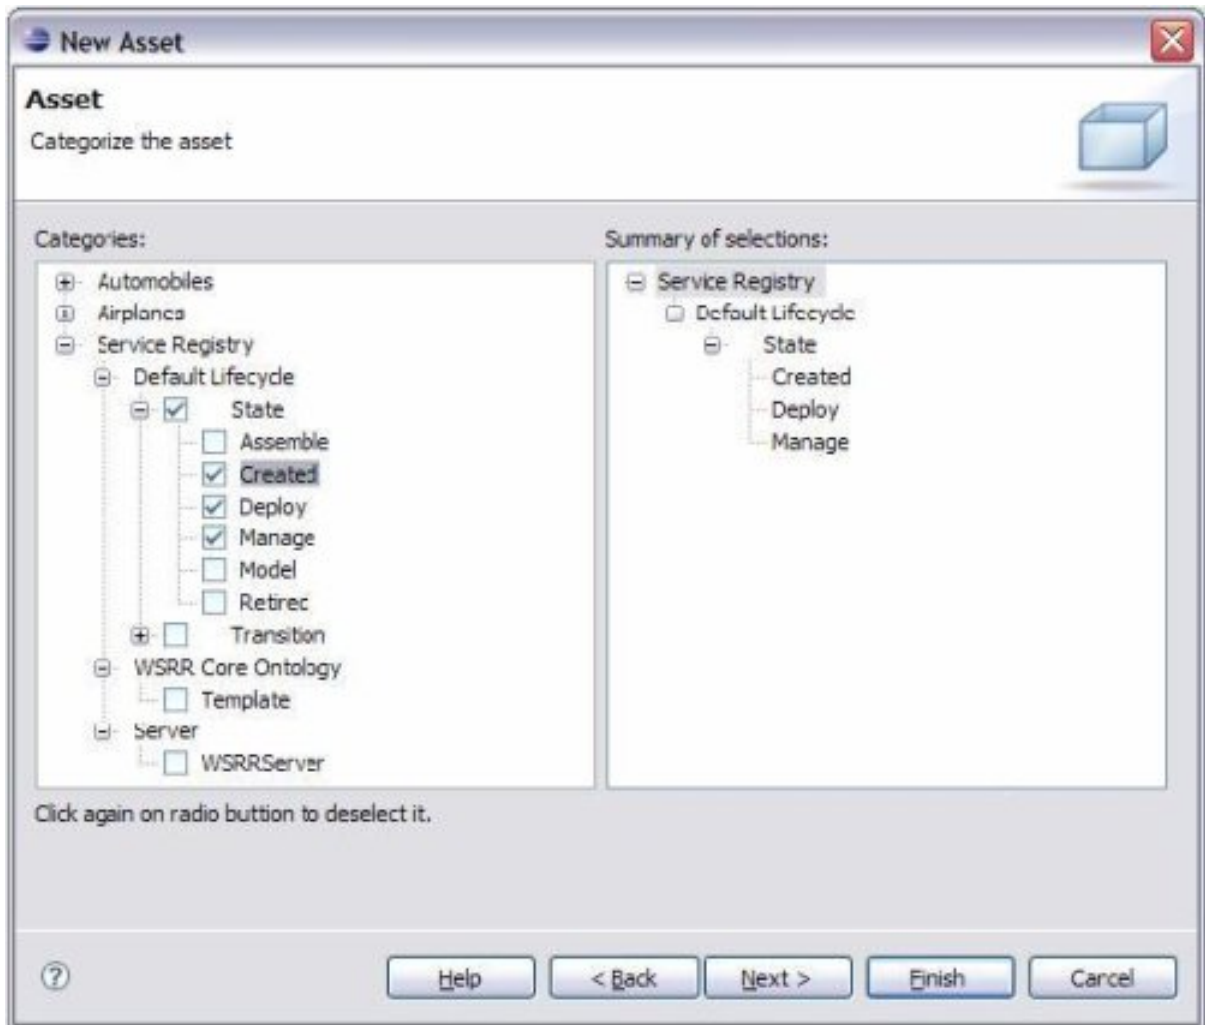 New Asset
Asset
Categorize the asset
Categories:
Automobiles
Airplanes
Service Registry
Default Lifecycle
State
Assemble
Created
Deploy
Manage
Model
Retired
Transition
WSRR Core Ontology
Template
Server
WSRRServer
Summary of selections:
Service Registry
Default Lifecycle
State
Created
Deploy
Manage
Click again on radio buttion to deselect it.
?
Help
< Back
Next >
Finish
Cancel